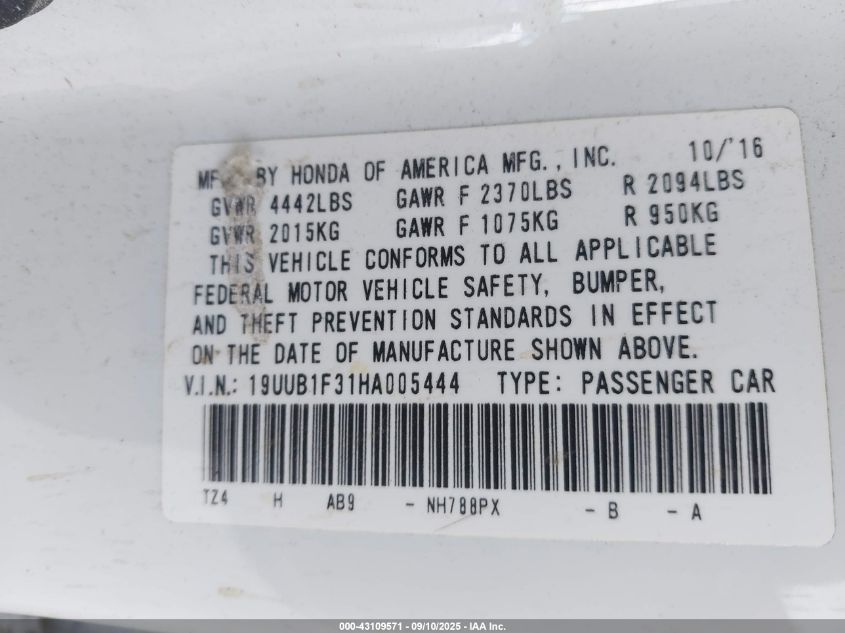 MFD BY HONDA OF AMERICA MFG., INC. 10/'16
GVWR 4442LBS GAWR F 2370LBS R 2094LBS
GVWR 2015KG GAWR F 1075KG R 950KG
THIS VEHICLE CONFORMS TO ALL APPLICABLE
FEDERAL MOTOR VEHICLE SAFETY, BUMPER,
AND THEFT PREVENTION STANDARDS IN EFFECT
ON THE DATE OF MANUFACTURE SHOWN ABOVE.
V.I.N.: 19UUB1F31HA005444 TYPE: PASSENGER CAR
TZ4 H AB9 - NH788PX - B - A
000-43109571 - 09/10/2025 - IAA Inc.